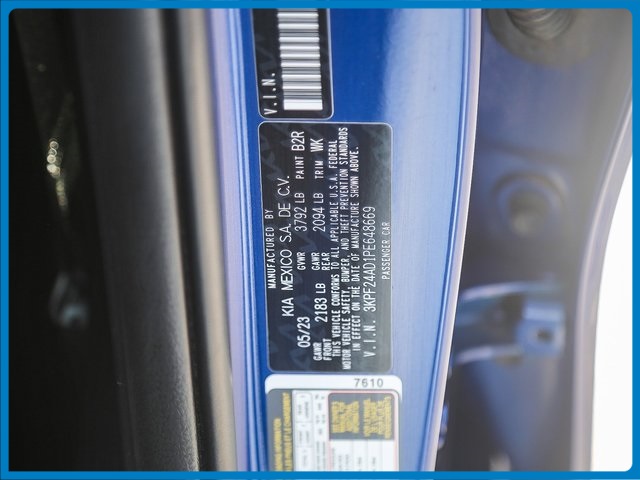 V.I.N.
MANUFACTURED BY
KIA MEXICO S.A. DE C.V.
05/23 GVWR 3792 LB PAINT B2R
GAWR FRONT 2183 LB GAWR REAR 2094 LB TRIM WK
THIS VEHICLE CONFORMS TO ALL APPLICABLE U.S.A. FEDERAL
MOTOR VEHICLE SAFETY, BUMPER, AND THEFT PREVENTION STANDARDS
IN EFFECT ON THE DATE OF MANUFACTURE SHOWN ABOVE.
V.I.N. 3KPF24AD1PE648669
PASSENGER CAR
7610